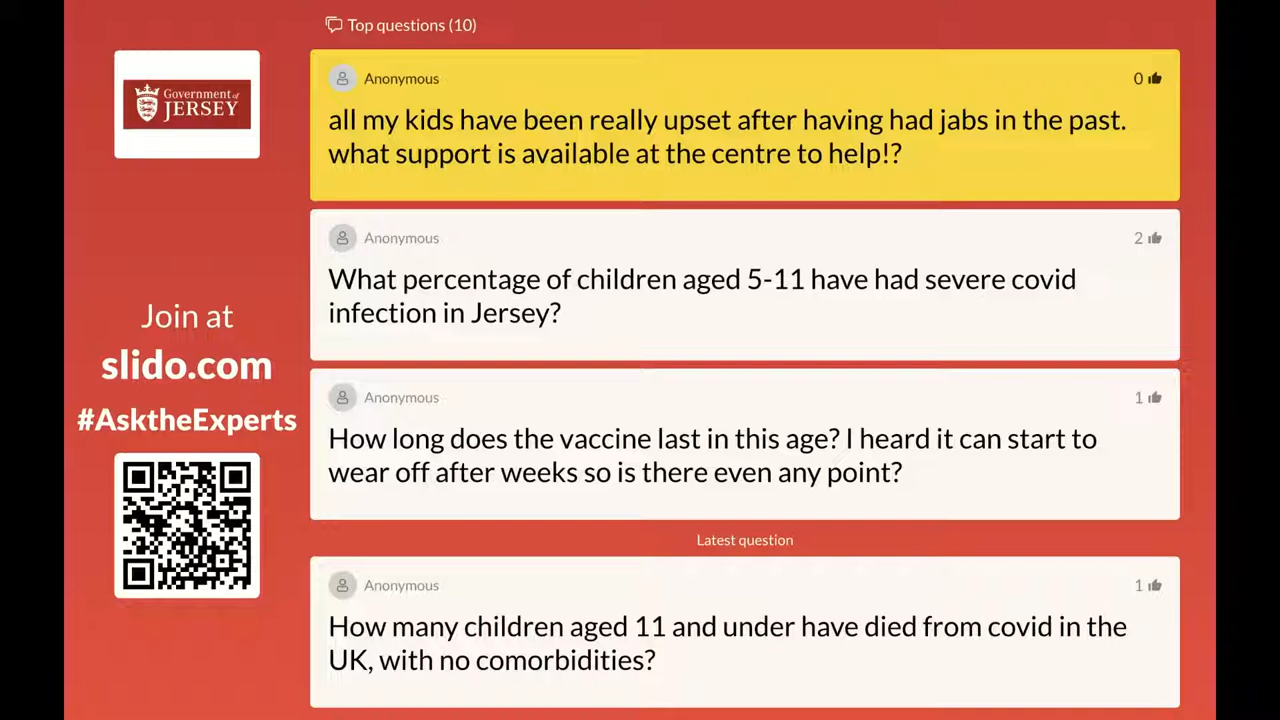 Top questions (10)
Government of
JERSEY
Anonymous
0
all my kids have been really upset after having had jabs in the past.
what support is available at the centre to help!?
Anonymous
2
What percentage of children aged 5-11 have had severe covid
infection in Jersey?
Join at
slido.com
#AsktheExperts
Anonymous
1
How long does the vaccine last in this age? I heard it can start to
wear off after weeks so is there even any point?
Latest question
Anonymous
1
How many children aged 11 and under have died from covid in the
UK, with no comorbidities?